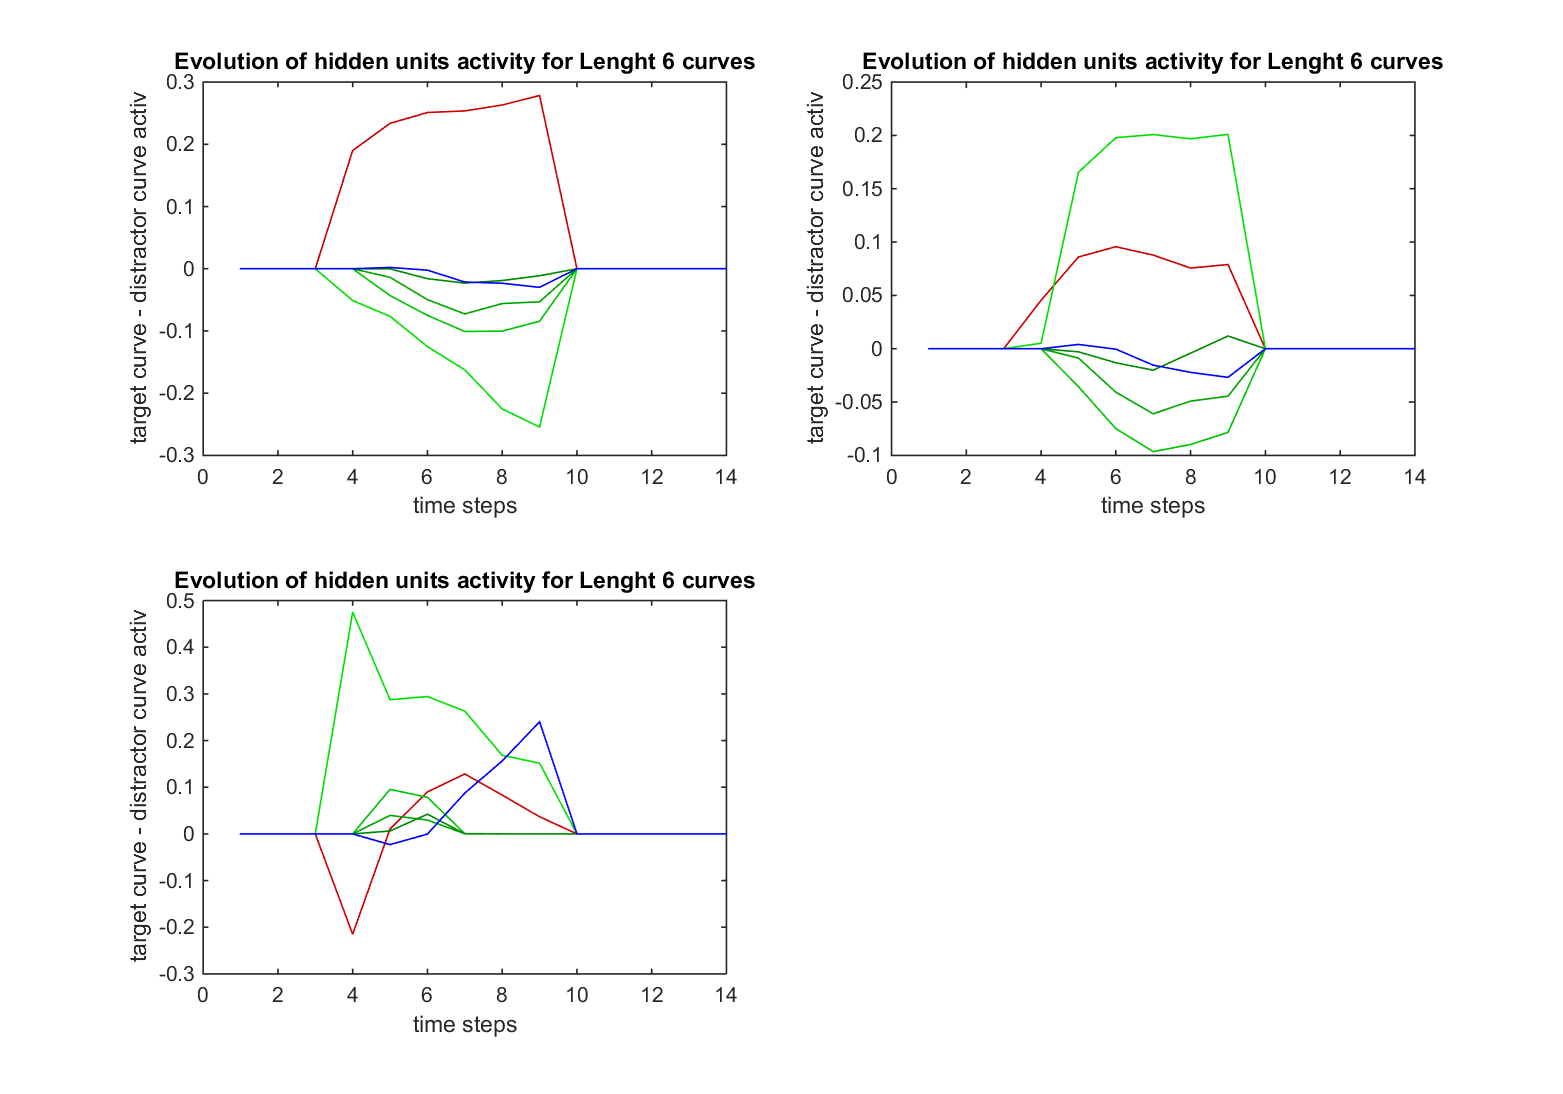 Evolution of hidden units activity for Lenght 6 curves
target curve - distractor curve activ
0.3
0.2
0.1
0
-0.1
-0.2
-0.3
0 2 4 6 8 10 12 14
time steps
Evolution of hidden units activity for Lenght 6 curves
target curve - distractor curve activ
0.25
0.2
0.15
0.1
0.05
0
-0.05
-0.1
0 2 4 6 8 10 12 14
time steps
Evolution of hidden units activity for Lenght 6 curves
target curve - distractor curve activ
0.5
0.4
0.3
0.2
0.1
0
-0.1
-0.2
-0.3
0 2 4 6 8 10 12 14
time steps